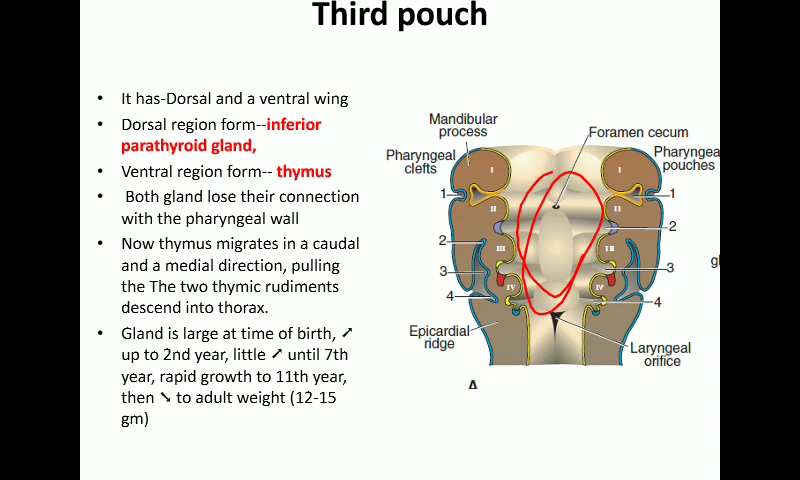 Third pouch
• It has-Dorsal and a ventral wing
• Dorsal region form--inferior
parathyroid gland,
• Ventral region form-- thymus
• Both gland lose their connection
with the pharyngeal wall
• Now thymus migrates in a caudal
and a medial direction, pulling
the The two thymic rudiments
descend into thorax.
• Gland is large at time of birth, ↗
up to 2nd year, little ↗ until 7th
year, rapid growth to 11th year,
then ↘ to adult weight (12-15
gm)
Mandibular
process
Foramen cecum
Pharyngeal
clefts
Pharyngea
pouches
I
I
1
1
II
II
2
2
III
III
3
3
gl
IV
IV
4
4
Epicardial
ridge
Laryngeal
orifice
A